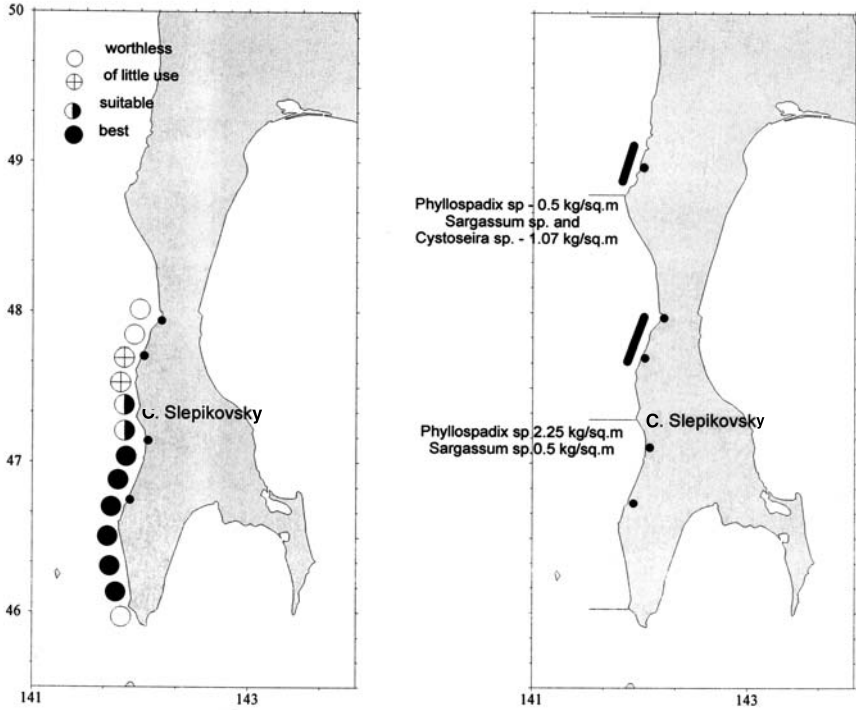 50
worthless
of little use
suitable
best
49
48
C. Slepikovsky
47
46
141
143
Phyllospadix sp - 0.5 kg/sq.m
Sargassum sp. and
Cystoseira sp. - 1.07 kg/sq.m
C. Slepikovsky
Phyllospadix sp.2.25 kg/sq.m
Sargassum sp.0.5 kg/sq.m
141
143